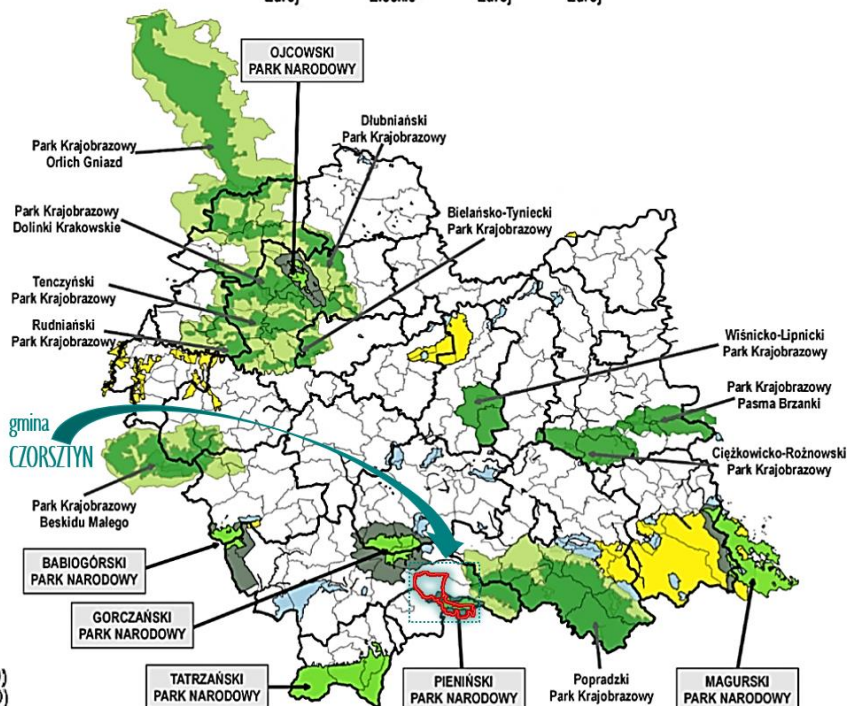 OJCOWSKI
PARK NARODOWY
Dłubniański
Park Krajobrazowy
Park Krajobrazowy
Orlich Gniazd
Park Krajobrazowy
Dolinki Krakowskie
Bielańsko-Tyniecki
Park Krajobrazowy
Tenczyński
Park Krajobrazowy
Rudniański
Park Krajobrazowy
Wiśnicko-Lipnicki
Park Krajobrazowy
Park Krajobrazowy
Pasma Brzanki
gmina
CZORSZTYN
Ciężkowicko-Rożnowski
Park Krajobrazowy
Park Krajobrazowy
Beskidu Małego
BABIOGÓRSKI
PARK NARODOWY
GORCZAŃSKI
PARK NARODOWY
TATRZAŃSKI
PARK NARODOWY
PIENIŃSKI
PARK NARODOWY
Popradzki
Park Krajobrazowy
MAGURSKI
PARK NARODOWY